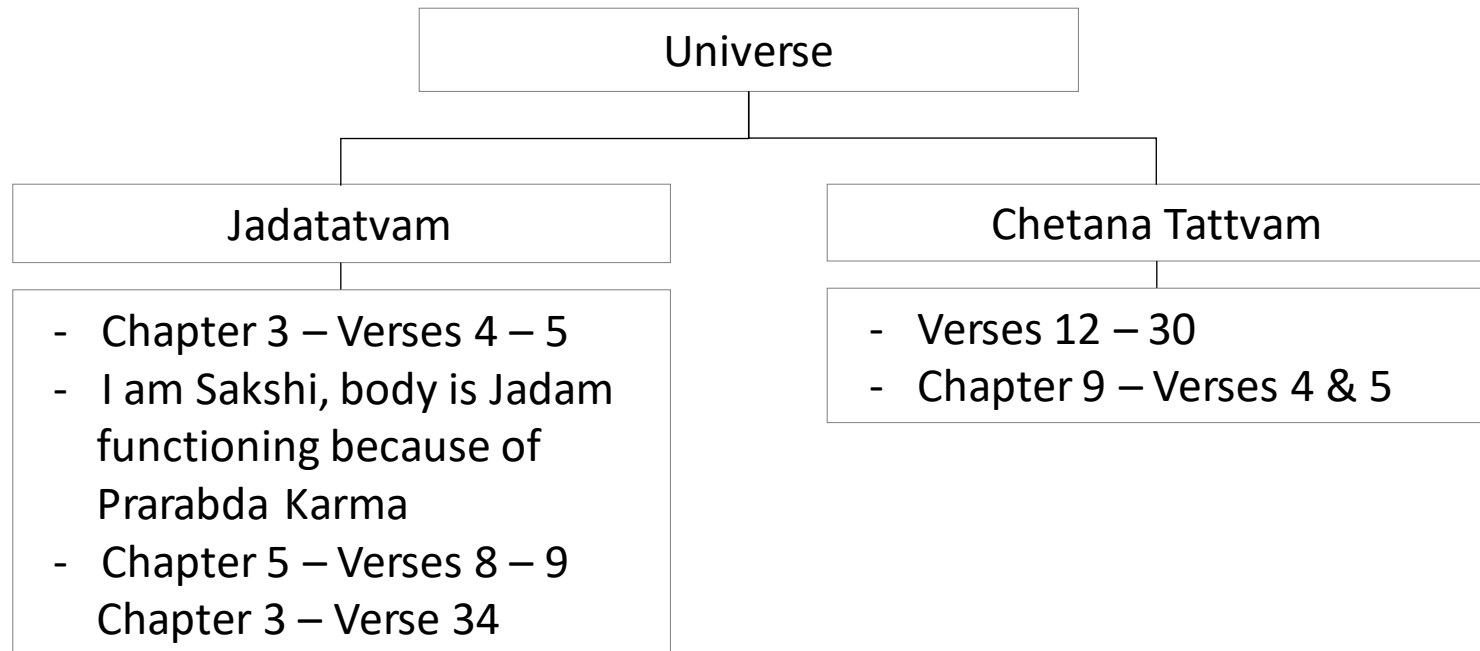 Universe
Jadatatvam
- Chapter 3 – Verses 4 – 5
- I am Sakshi, body is Jadam
functioning because of
Prarabda Karma
- Chapter 5 – Verses 8 – 9
Chapter 3 – Verse 34
Chetana Tattvam
- Verses 12 – 30
- Chapter 9 – Verses 4 & 5